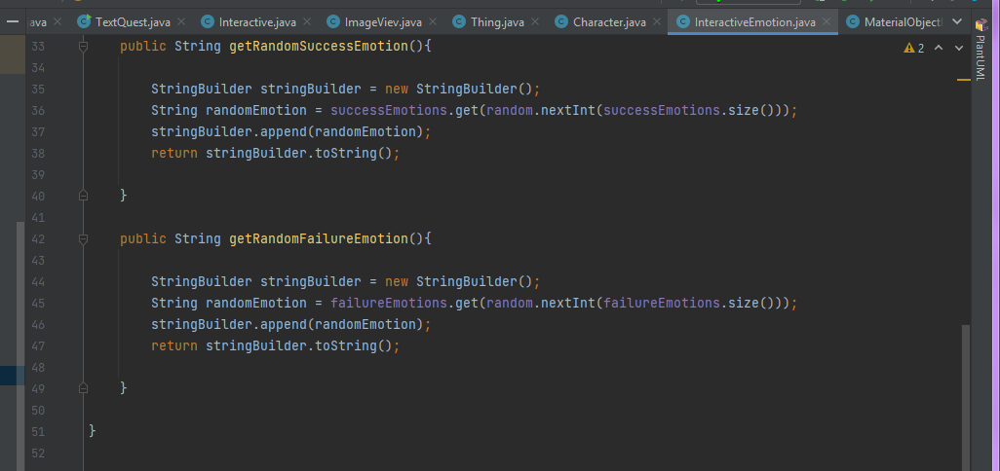 ava TextQuest.java Interactive.java ImageViev.java Thing.java Character.java InteractiveEmotion.java MaterialObject
PlantUML
2
33 public String getRandomSuccessEmotion(){
34
35 StringBuilder stringBuilder = new StringBuilder();
36 String randomEmotion = successEmotions.get(random.nextInt(successEmotions.size()));
37 stringBuilder.append(randomEmotion);
38 return stringBuilder.toString();
39
40 }
41
42 public String getRandomFailureEmotion(){
43
44 StringBuilder stringBuilder = new StringBuilder();
45 String randomEmotion = failureEmotions.get(random.nextInt(failureEmotions.size()));
46 stringBuilder.append(randomEmotion);
47 return stringBuilder.toString();
48
49 }
50
51 }
52